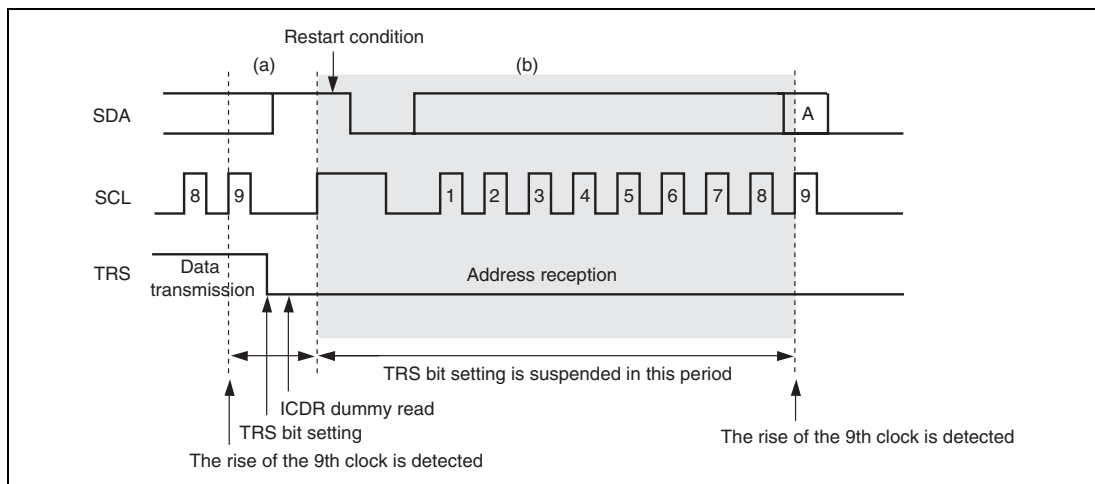 Restart condition
(a)
(b)
SDA
A
SCL
8
9
1
2
3
4
5
6
7
8
9
TRS
Data
transmission
Address reception
TRS bit setting is suspended in this period
ICDR dummy read
TRS bit setting
The rise of the 9th clock is detected
The rise of the 9th clock is detected